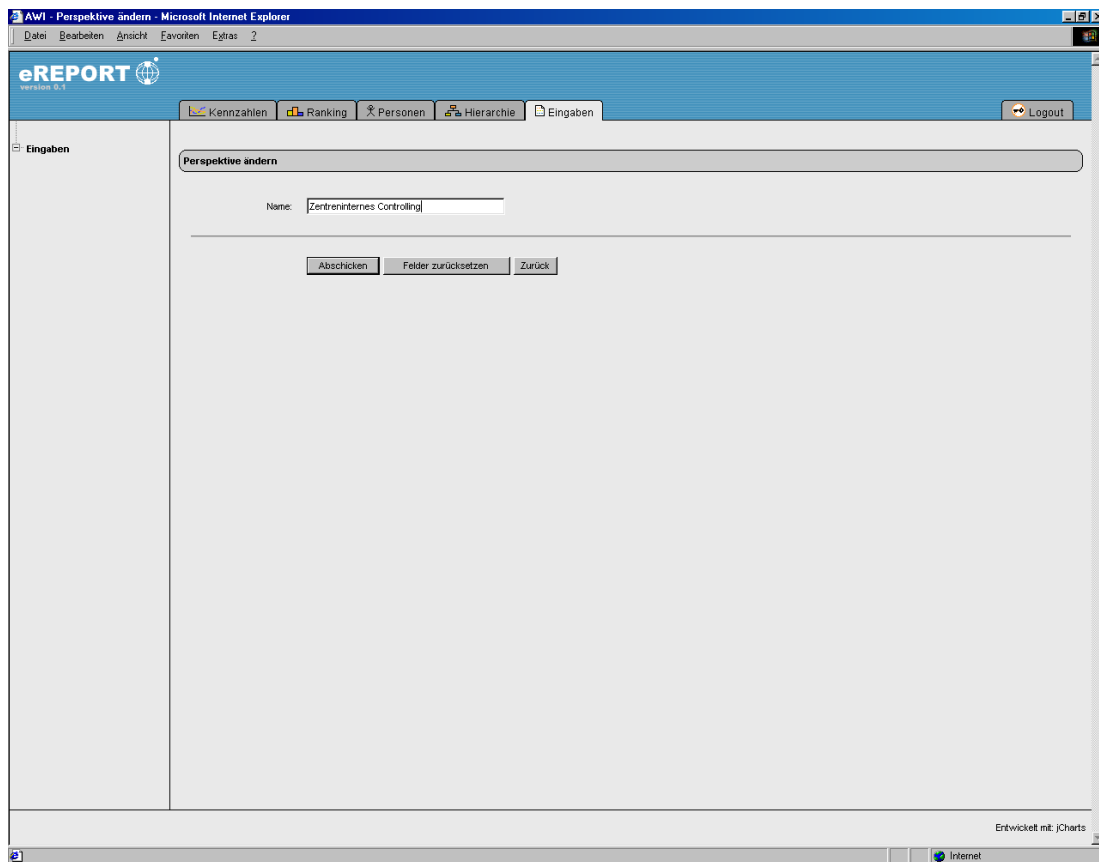 AWI - Perspektive ändern - Microsoft Internet Explorer
Datei Bearbeiten Ansicht Favoriten Extras ?
eREPORT
version 0.1
Kennzahlen Ranking Personen Hierarchie Eingaben Logout
Eingaben
Perspektive ändern
Name: Zentreninternes Controlling
Abschicken Felder zurücksetzen Zurück
Entwickelt mit: jCharts
Internet